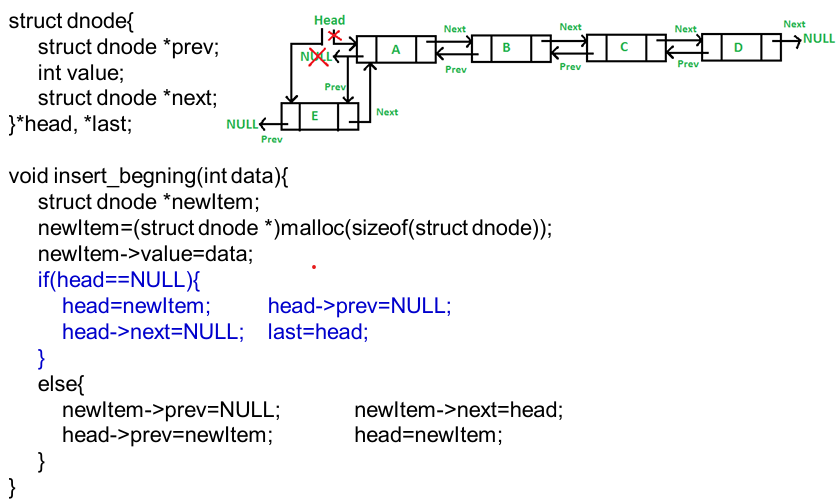 struct dnode{
struct dnode *prev;
int value;
struct dnode *next;
}*head, *last;
Head
NULL
A
Next
Prev
B
Next
Prev
C
Next
Prev
D
Next
NULL
Prev
E
Next
NULL
Prev
void insert_begning(int data){
struct dnode *newItem;
newItem=(struct dnode *)malloc(sizeof(struct dnode));
newItem->value=data;
if(head==NULL){
head=newItem; head->prev=NULL;
head->next=NULL; last=head;
}
else{
newItem->prev=NULL; newItem->next=head;
head->prev=newItem; head=newItem;
}
}